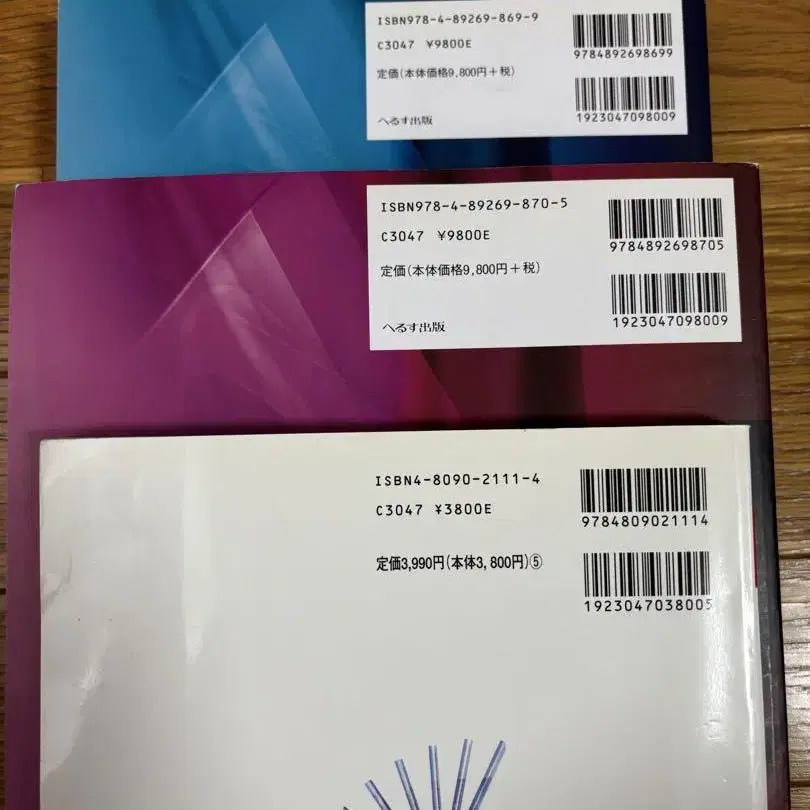 ISBN978-4-89269-869-9
C3047 ¥9800E
定価(本体価格9,800円+税)
へるす出版
9784892698699
1923047098009
ISBN978-4-89269-870-5
C3047 ¥9800E
定価(本体価格9,800円+税)
へるす出版
9784892698705
1923047098009
ISBN4-8090-2111-4
C3047 ¥3800E
定価3,990円(本体3,800円)⑤
9784809021114
1923047038005